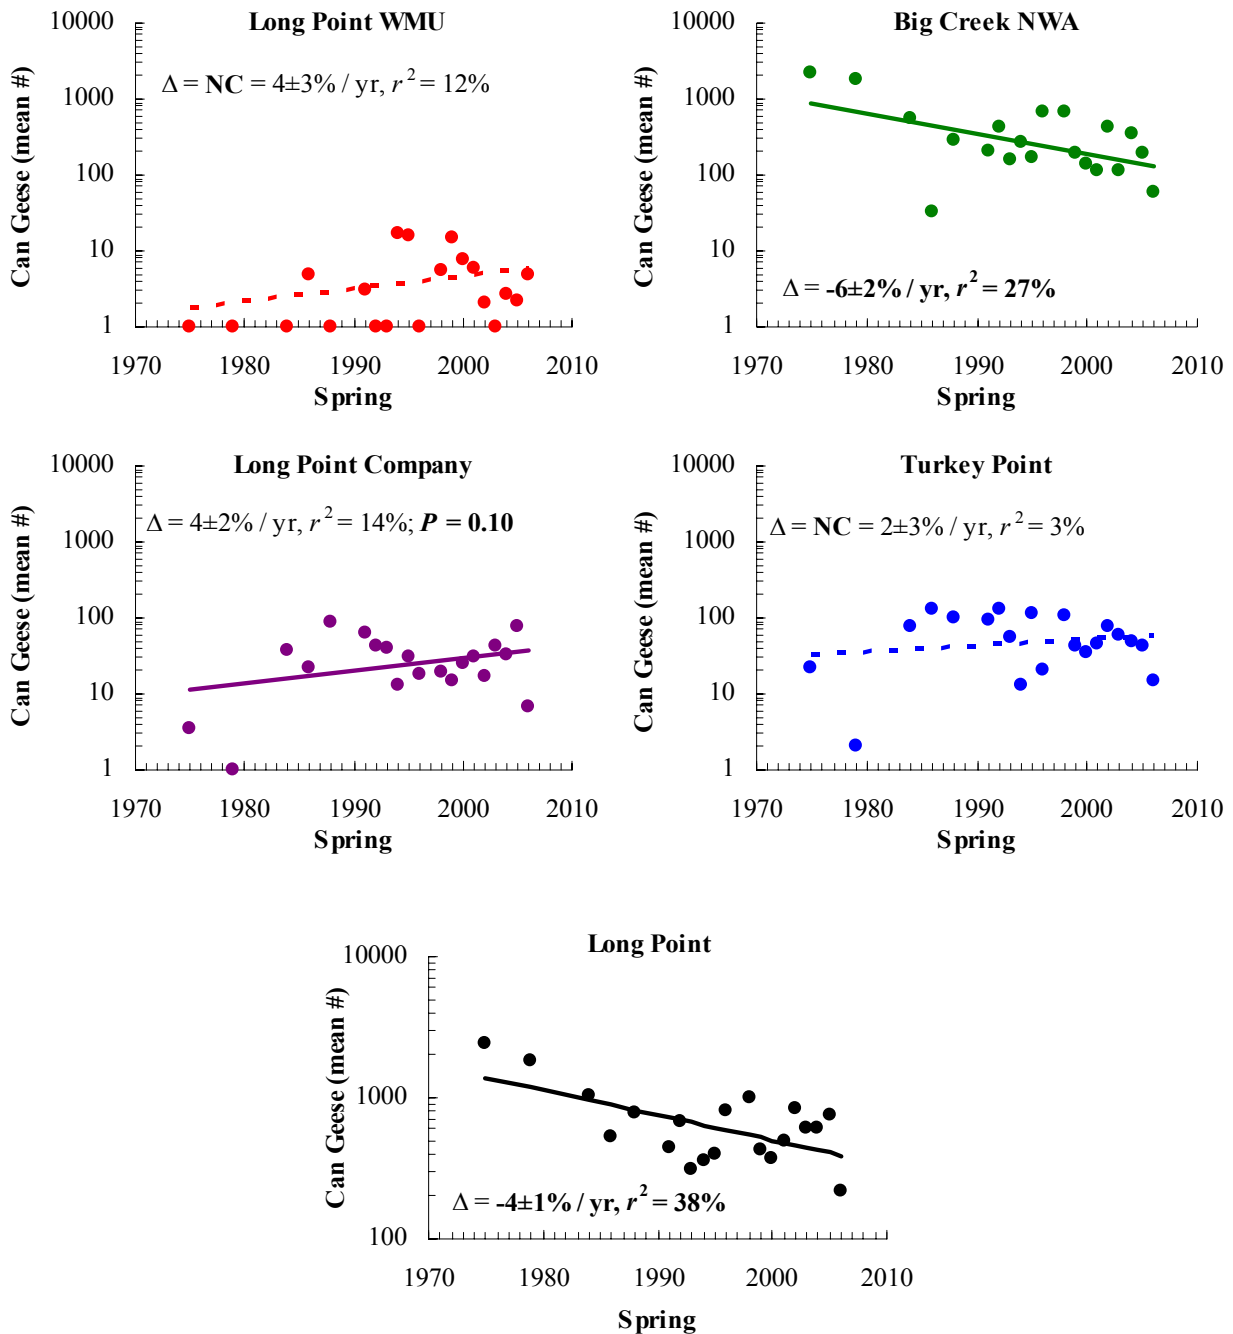 Long Point WMU
Δ = NC = 4±3% / yr, r² = 12%
Can Geese (mean #)
10000
1000
100
10
1
1970 1980 1990 2000 2010
Spring
Big Creek NWA
Δ = -6±2% / yr, r² = 27%
Can Geese (mean #)
10000
1000
100
10
1
1970 1980 1990 2000 2010
Spring
Long Point Company
Δ = 4±2% / yr, r² = 14%; P = 0.10
Can Geese (mean #)
10000
1000
100
10
1
1970 1980 1990 2000 2010
Spring
Turkey Point
Δ = NC = 2±3% / yr, r² = 3%
Can Geese (mean #)
10000
1000
100
10
1
1970 1980 1990 2000 2010
Spring
Long Point
Can Geese (mean #)
10000
1000
100
Δ = -4±1% / yr, r² = 38%
1970 1980 1990 2000 2010
Spring